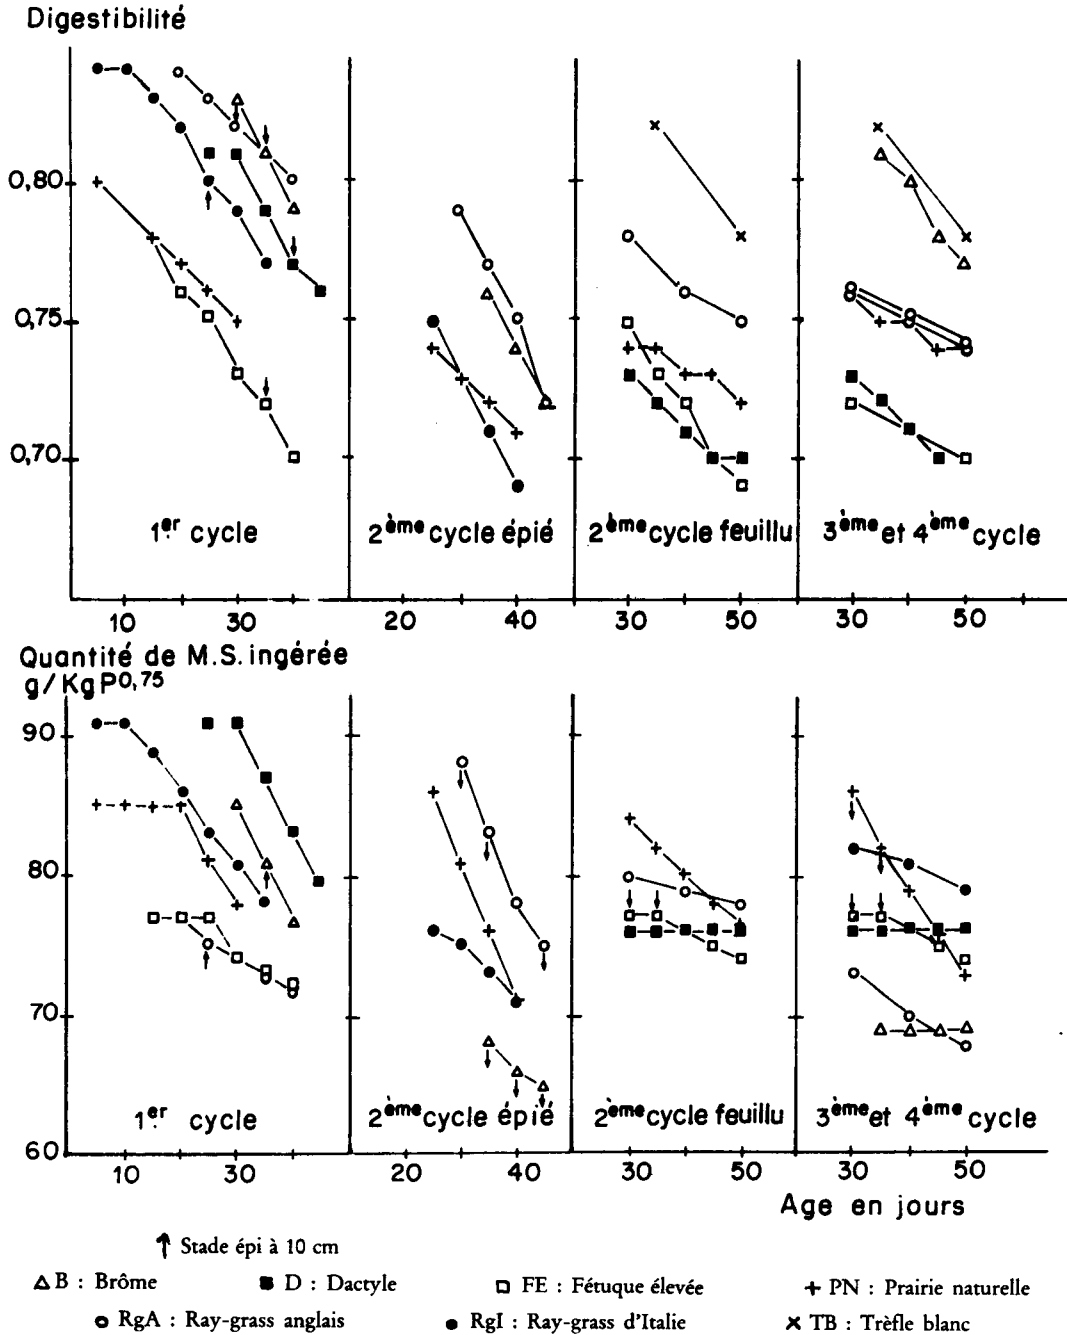 Digestibilité
0,80
0,75
0,70
1er cycle
2ème cycle épié
2ème cycle feuillu
3ème et 4ème cycle
10 30 20 40 30 50 30 50
Quantité de M.S. ingérée
g/KgP0,75
90
80
70
60
1er cycle
2ème cycle épié
2ème cycle feuillu
3ème et 4ème cycle
10 30 20 40 30 50 30 50
Age en jours
Stade épi à 10 cm
B : Brôme D : Dactyle FE : Fétuque élevée PN : Prairie naturelle
RgA : Ray-grass anglais RgI : Ray-grass d'Italie TB : Trèfle blanc